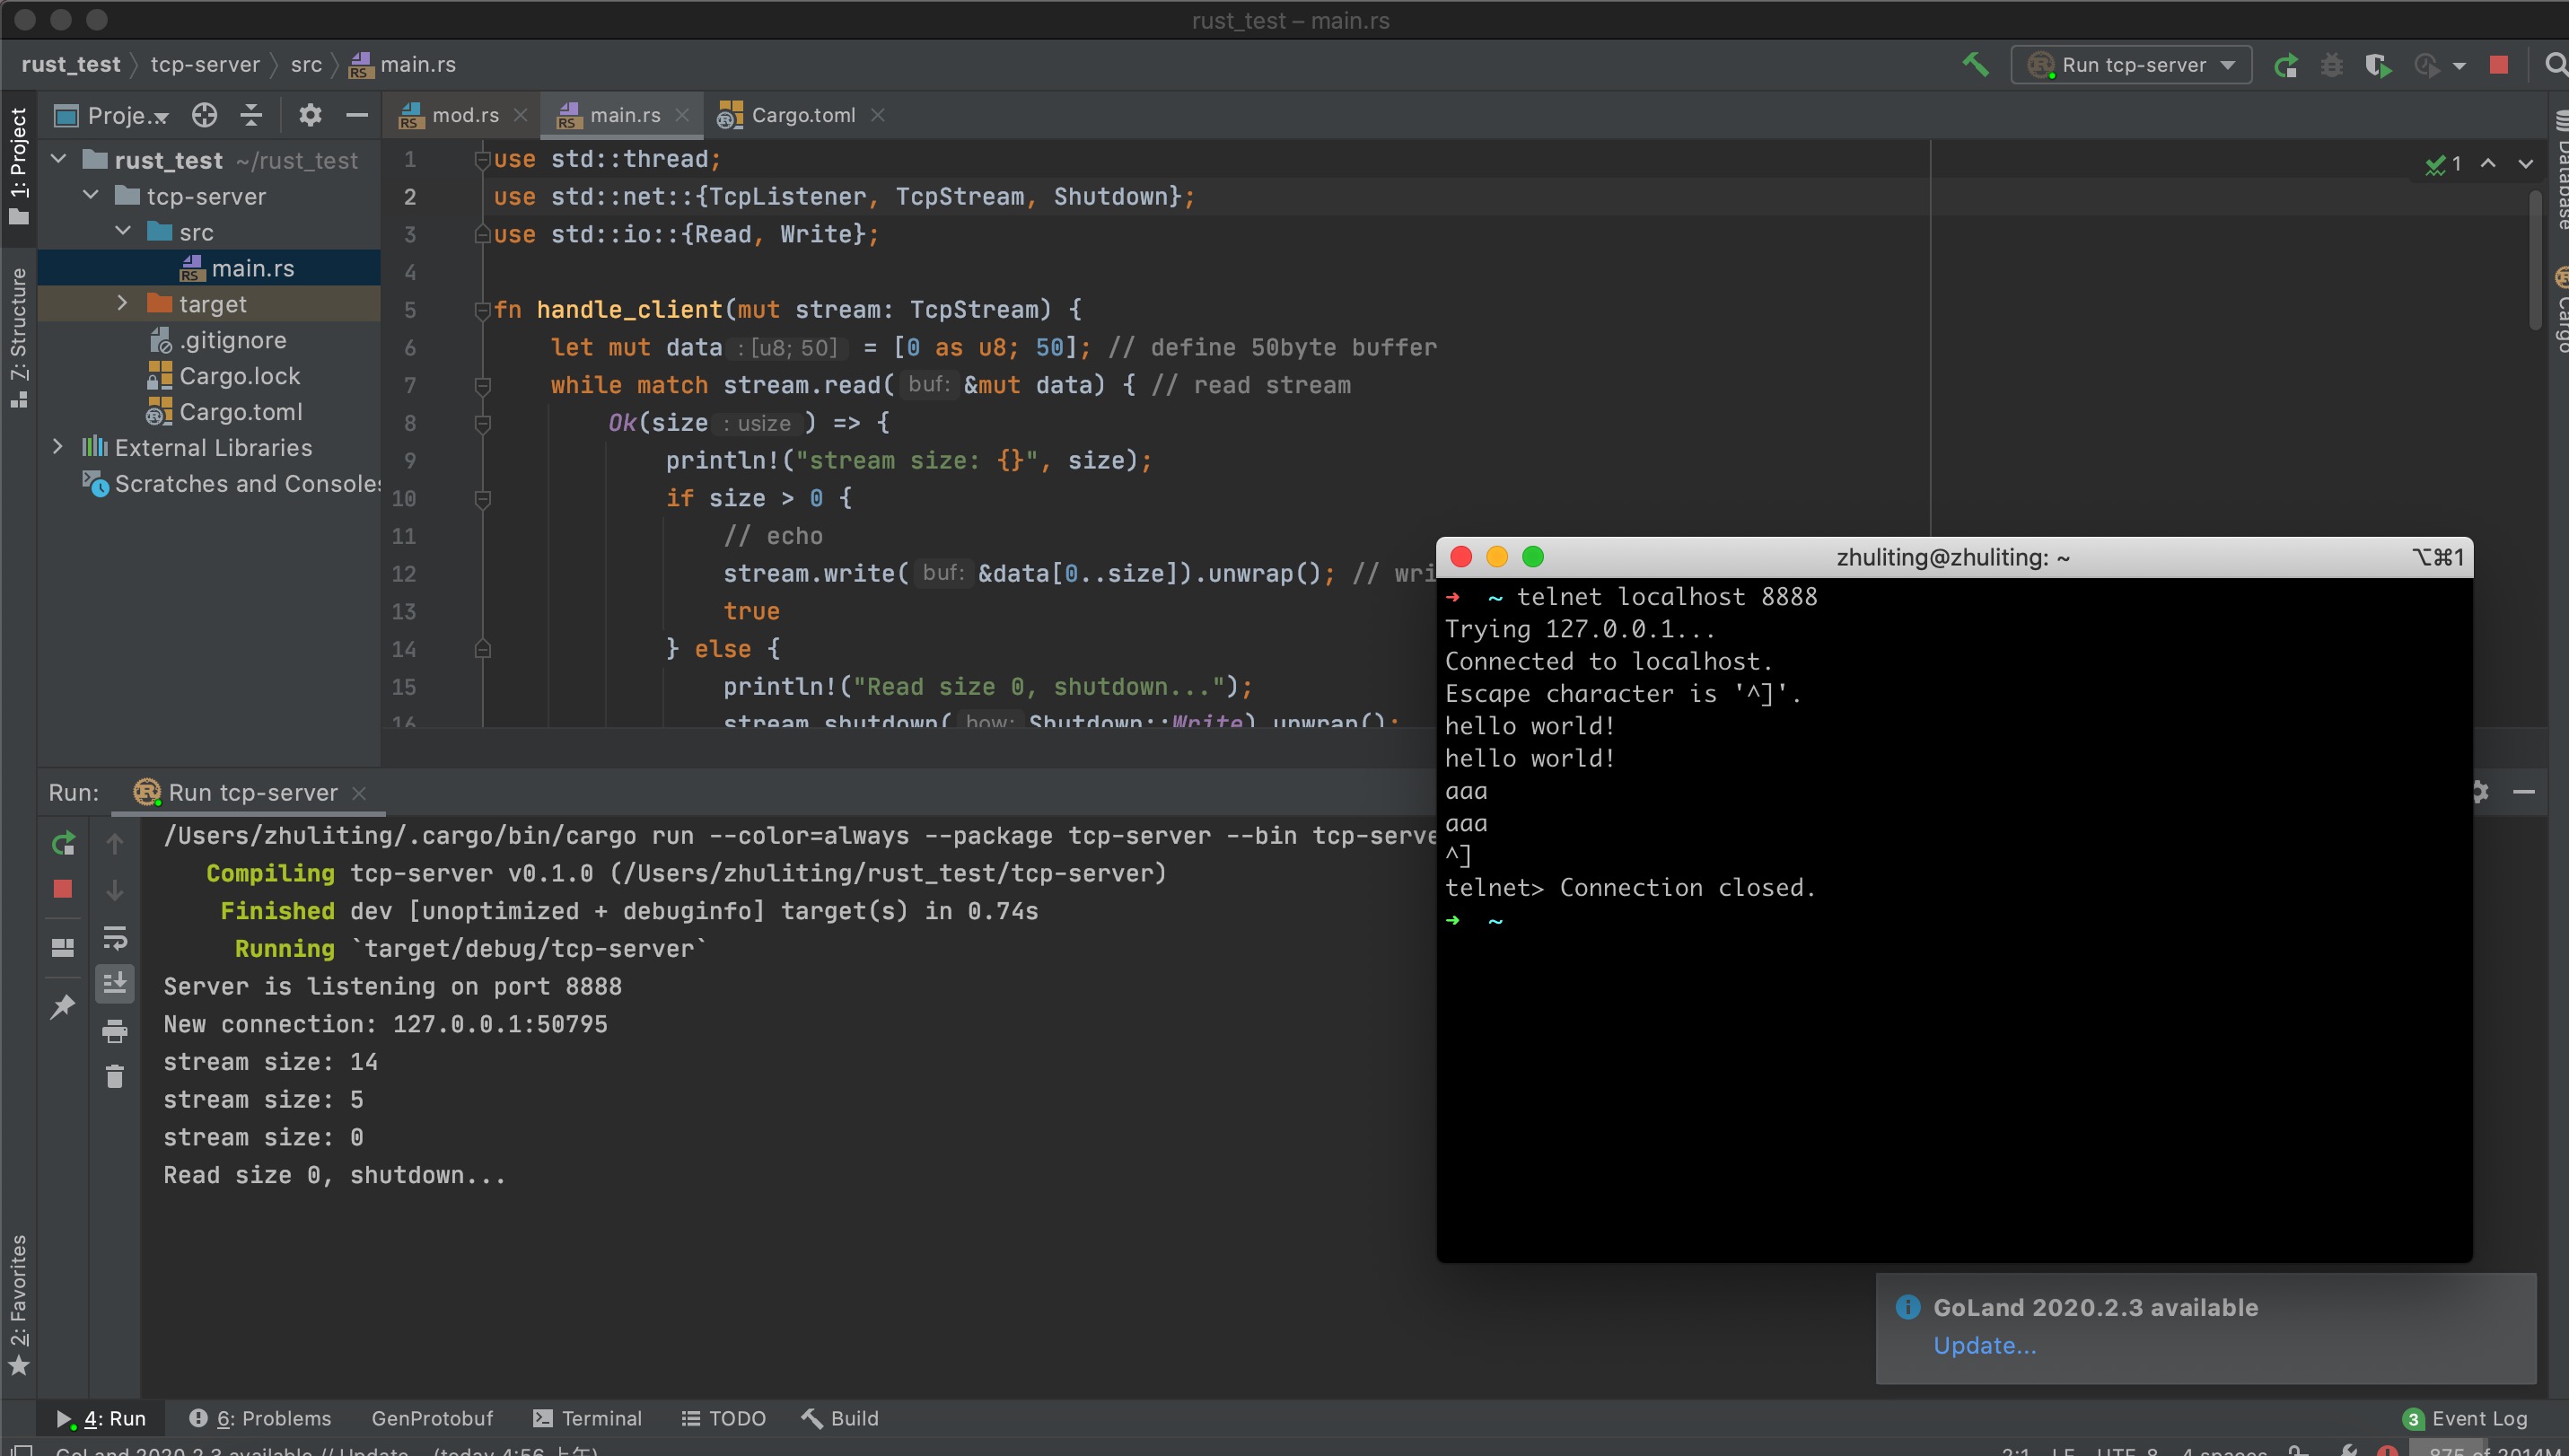 rust_test – main.rs
rust_test tcp-server src main.rs
Run tcp-server
1: Project
Proje...
mod.rs
main.rs
Cargo.toml
rust_test ~/rust_test
tcp-server
src
main.rs
target
.gitignore
Cargo.lock
Cargo.toml
External Libraries
Scratches and Consoles
Z: Structure
2: Favorites
1 use std::thread;
2 use std::net::{TcpListener, TcpStream, Shutdown};
3 use std::io::{Read, Write};
4
5 fn handle_client(mut stream: TcpStream) {
6 let mut data : [u8; 50] = [0 as u8; 50]; // define 50byte buffer
7 while match stream.read( buf: &mut data) { // read stream
8 Ok(size : usize ) => {
9 println!("stream size: {}", size);
10 if size > 0 {
11 // echo
12 stream.write( buf: &data[0..size]).unwrap(); // wri
13 true
14 } else {
15 println!("Read size 0, shutdown...");
16 stream.shutdown( how: Shutdown::Write).unwrap();
1
Database
Cargo
zhuliting@zhuliting: ~
⌥⌘1
➜ ~ telnet localhost 8888
Trying 127.0.0.1...
Connected to localhost.
Escape character is '^]'.
hello world!
hello world!
aaa
aaa
^]
telnet> Connection closed.
➜ ~
Run: Run tcp-server
/Users/zhuliting/.cargo/bin/cargo run --color=always --package tcp-server --bin tcp-serve
Compiling tcp-server v0.1.0 (/Users/zhuliting/rust_test/tcp-server)
Finished dev [unoptimized + debuginfo] target(s) in 0.74s
Running `target/debug/tcp-server`
Server is listening on port 8888
New connection: 127.0.0.1:50795
stream size: 14
stream size: 5
stream size: 0
Read size 0, shutdown...
GoLand 2020.2.3 available
Update...
4: Run 6: Problems GenProtobuf Terminal TODO Build
3 Event Log
GoLand 2020.2.3 available // Update... (today 4:56 上午)
2:1 LF UTF-8 4 spaces 875 of 2014M